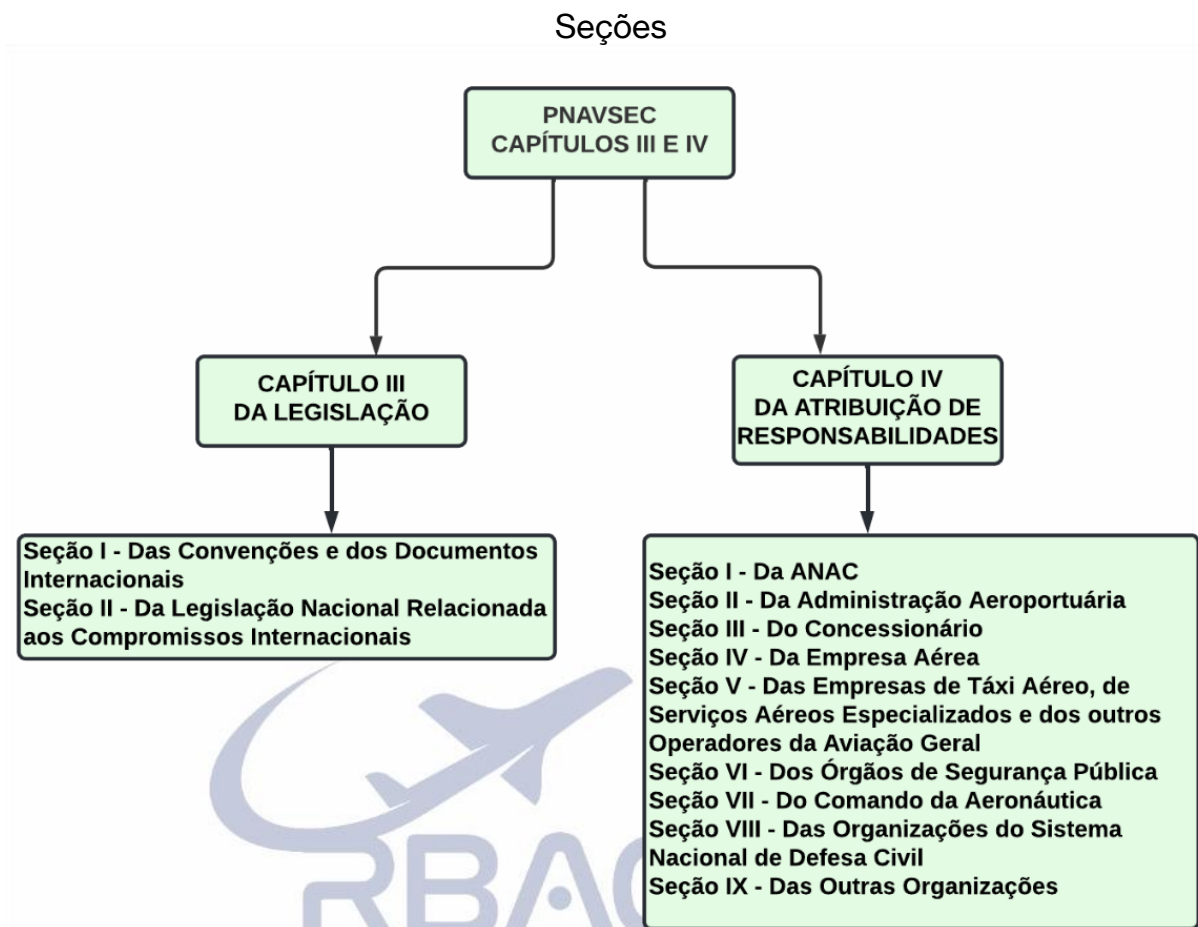 Seções
PNAVSEC
CAPÍTULOS III E IV
CAPÍTULO III
DA LEGISLAÇÃO
CAPÍTULO IV
DA ATRIBUIÇÃO DE
RESPONSABILIDADES
Seção I - Das Convenções e dos Documentos
Internacionais
Seção II - Da Legislação Nacional Relacionada
aos Compromissos Internacionais
Seção I - Da ANAC
Seção II - Da Administração Aeroportuária
Seção III - Do Concessionário
Seção IV - Da Empresa Aérea
Seção V - Das Empresas de Táxi Aéreo, de
Serviços Aéreos Especializados e dos outros
Operadores da Aviação Geral
Seção VI - Dos Órgãos de Segurança Pública
Seção VII - Do Comando da Aeronáutica
Seção VIII - Das Organizações do Sistema
Nacional de Defesa Civil
Seção IX - Das Outras Organizações
RBAC